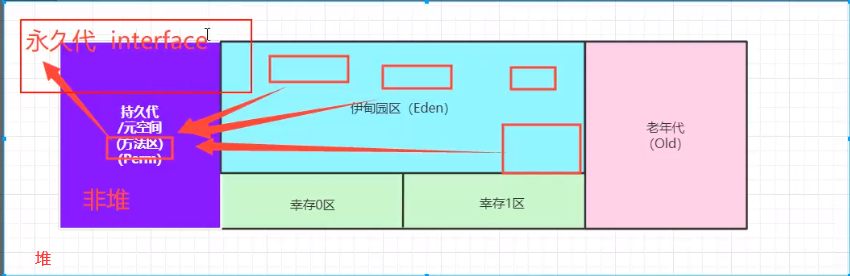 永久代 interface
持久代
/元空间
(方法区)
(Perm)
非堆
伊甸园区（Eden）
幸存0区
幸存1区
老年代
（Old）
堆